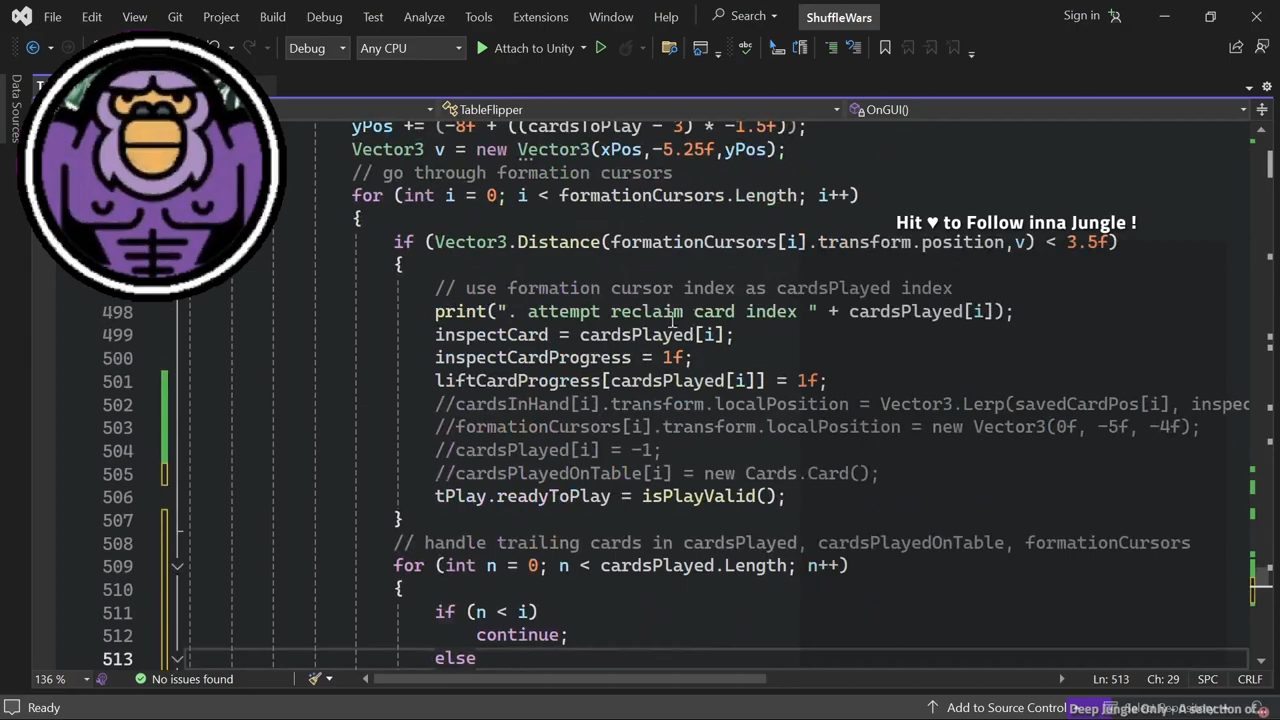 File Edit View Git Project Build Debug Test Analyze Tools Extensions Window Help Search ShuffleWars Sign in
Debug Any CPU Attach to Unity
Data Sources
TableFlipper OnGUI()
yPos += (-8f + ((cardsToPlay - 3) * -1.5f));
Vector3 v = new Vector3(xPos,-5.25f,yPos);
// go through formation cursors
for (int i = 0; i < formationCursors.Length; i++)
{
Hit ♥ to Follow inna Jungle !
if (Vector3.Distance(formationCursors[i].transform.position,v) < 3.5f)
{
// use formation cursor index as cardsPlayed index
498 print(". attempt reclaim card index " + cardsPlayed[i]);
499 inspectCard = cardsPlayed[i];
500 inspectCardProgress = 1f;
501 liftCardProgress[cardsPlayed[i]] = 1f;
502 //cardsInHand[i].transform.localPosition = Vector3.Lerp(savedCardPos[i], inspec
503 //formationCursors[i].transform.localPosition = new Vector3(0f, -5f, -4f);
504 //cardsPlayed[i] = -1;
505 //cardsPlayedOnTable[i] = new Cards.Card();
506 tPlay.readyToPlay = isPlayValid();
507 }
508 // handle trailing cards in cardsPlayed, cardsPlayedOnTable, formationCursors
509 for (int n = 0; n < cardsPlayed.Length; n++)
510 {
511 if (n < i)
512 continue;
513 else
136 % No issues found Ln: 513 Ch: 29 SPC CRLF
Ready Add to Source Control
Deep Jungle Only - A selection of